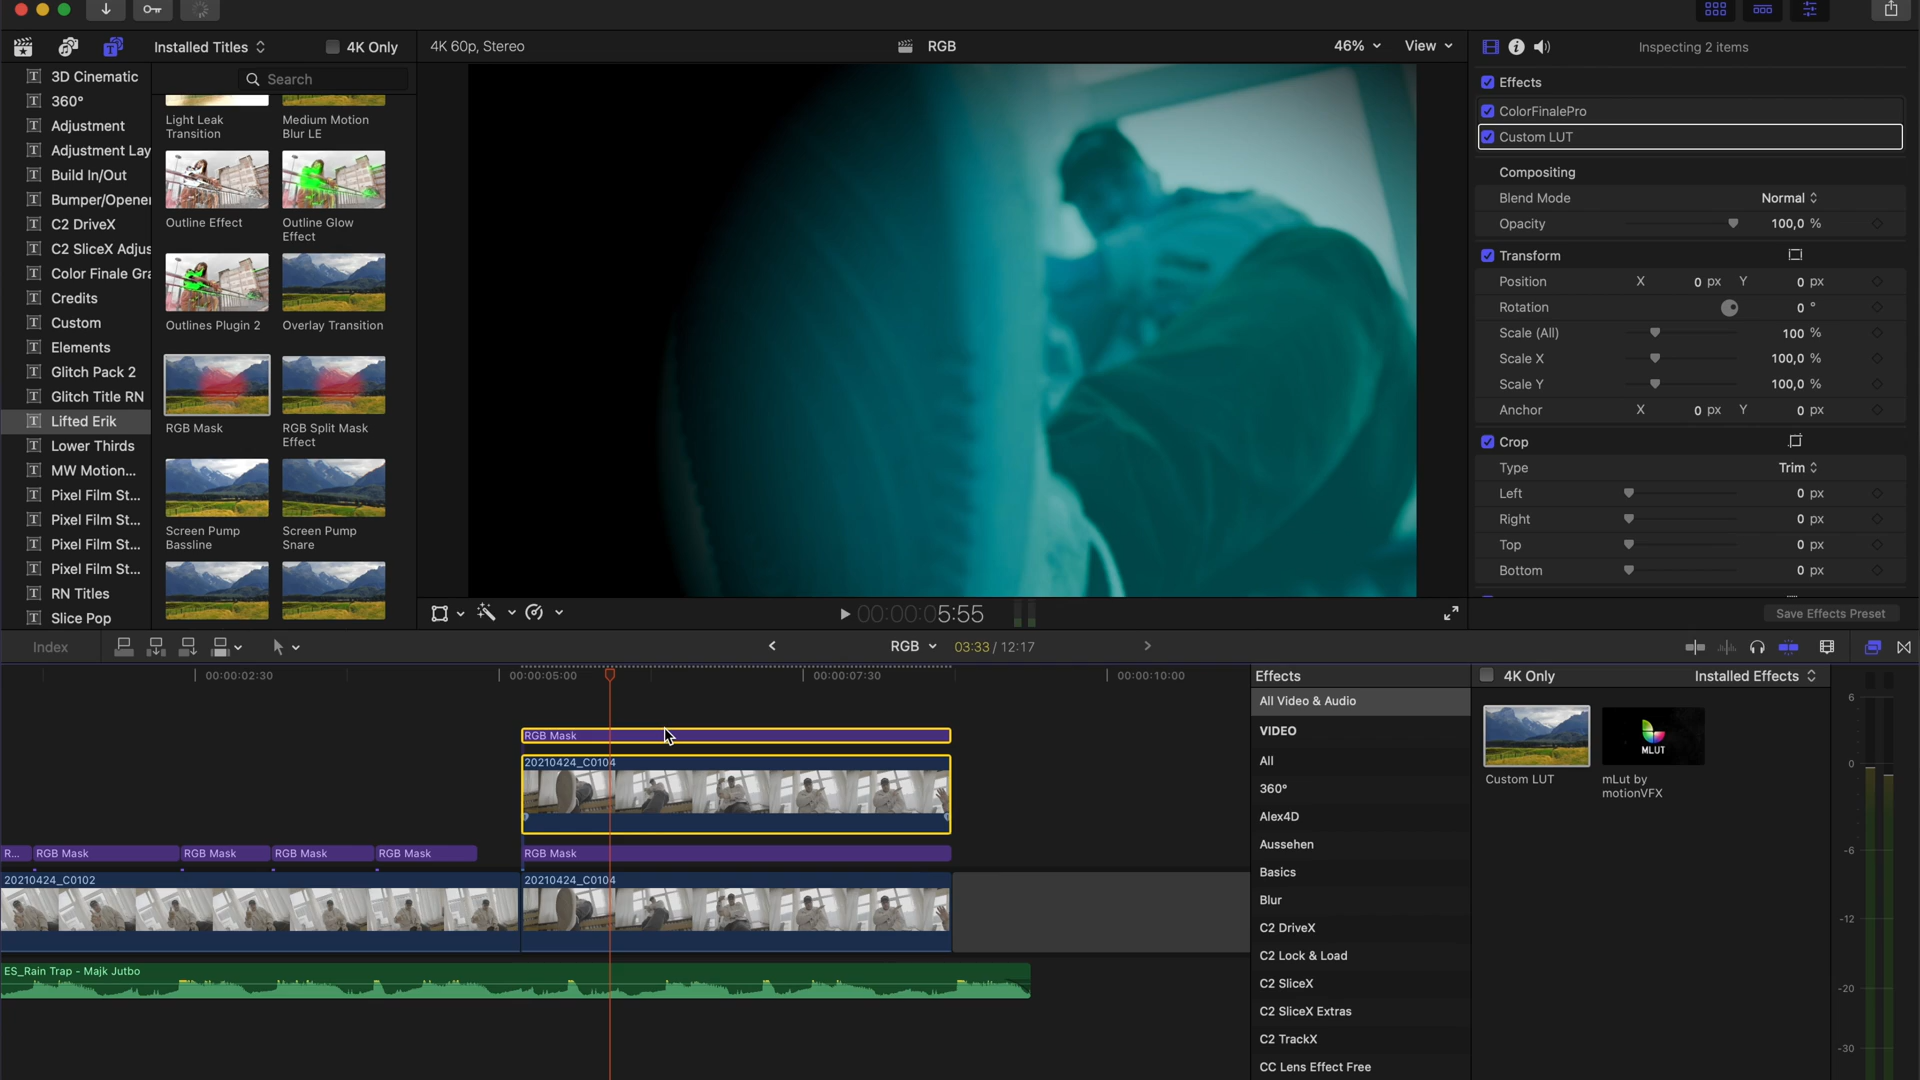 Installed Titles
4K Only
4K 60p, Stereo
RGB
46%
View
Inspecting 2 items
3D Cinematic
360°
Adjustment
Adjustment Lay
Build In/Out
Bumper/Opener
C2 DriveX
C2 SliceX Adjus
Color Finale Gra
Credits
Custom
Elements
Glitch Pack 2
Glitch Title RN
Lifted Erik
Lower Thirds
MW Motion...
Pixel Film St...
Pixel Film St...
Pixel Film St...
Pixel Film St...
RN Titles
Slice Pop
Search
Light Leak
Transition
Medium Motion
Blur LE
Outline Effect
Outline Glow
Effect
Outlines Plugin 2
Overlay Transition
RGB Mask
RGB Split Mask
Effect
Screen Pump
Bassline
Screen Pump
Snare
Effects
ColorFinalePro
Custom LUT
Compositing
Blend Mode Normal
Opacity 100,0 %
Transform
Position X 0 px Y 0 px
Rotation 0 °
Scale (All) 100 %
Scale X 100,0 %
Scale Y 100,0 %
Anchor X 0 px Y 0 px
Crop
Type Trim
Left 0 px
Right 0 px
Top 0 px
Bottom 0 px
Save Effects Preset
00:00:05:55
Index
RGB
03:33 / 12:17
00:00:02:30
00:00:05:00
00:00:07:30
00:00:10:00
RGB Mask
20210424_C0104
R...
RGB Mask
RGB Mask
RGB Mask
RGB Mask
RGB Mask
20210424_C0102
20210424_C0104
ES_Rain Trap - Majk Jutbo
Effects
4K Only
Installed Effects
All Video & Audio
VIDEO
All
360°
Alex4D
Aussehen
Basics
Blur
C2 DriveX
C2 Lock & Load
C2 SliceX
C2 SliceX Extras
C2 TrackX
CC Lens Effect Free
Custom LUT
MLUT
mLut by
motionVFX
6
0
-6
-12
-20
-30